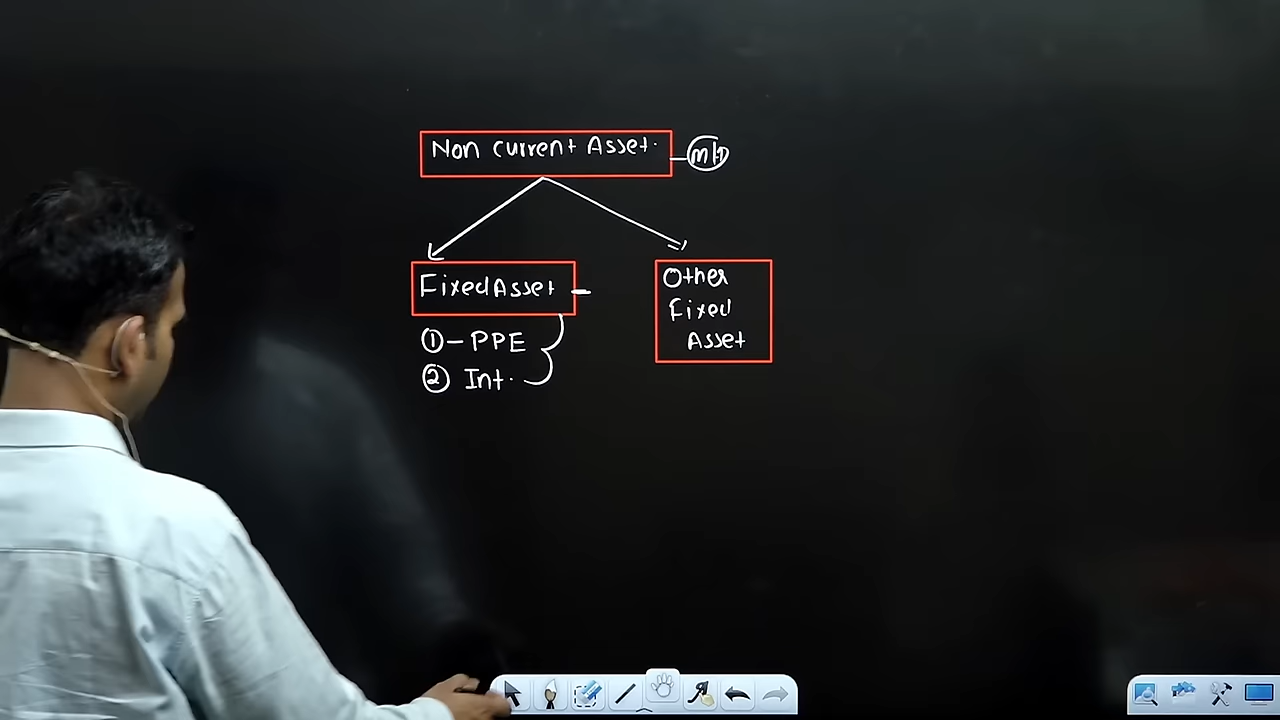 Non Current Asset.
Fixed Asset -
① - PPE
② Int.
Other
Fixed
Asset